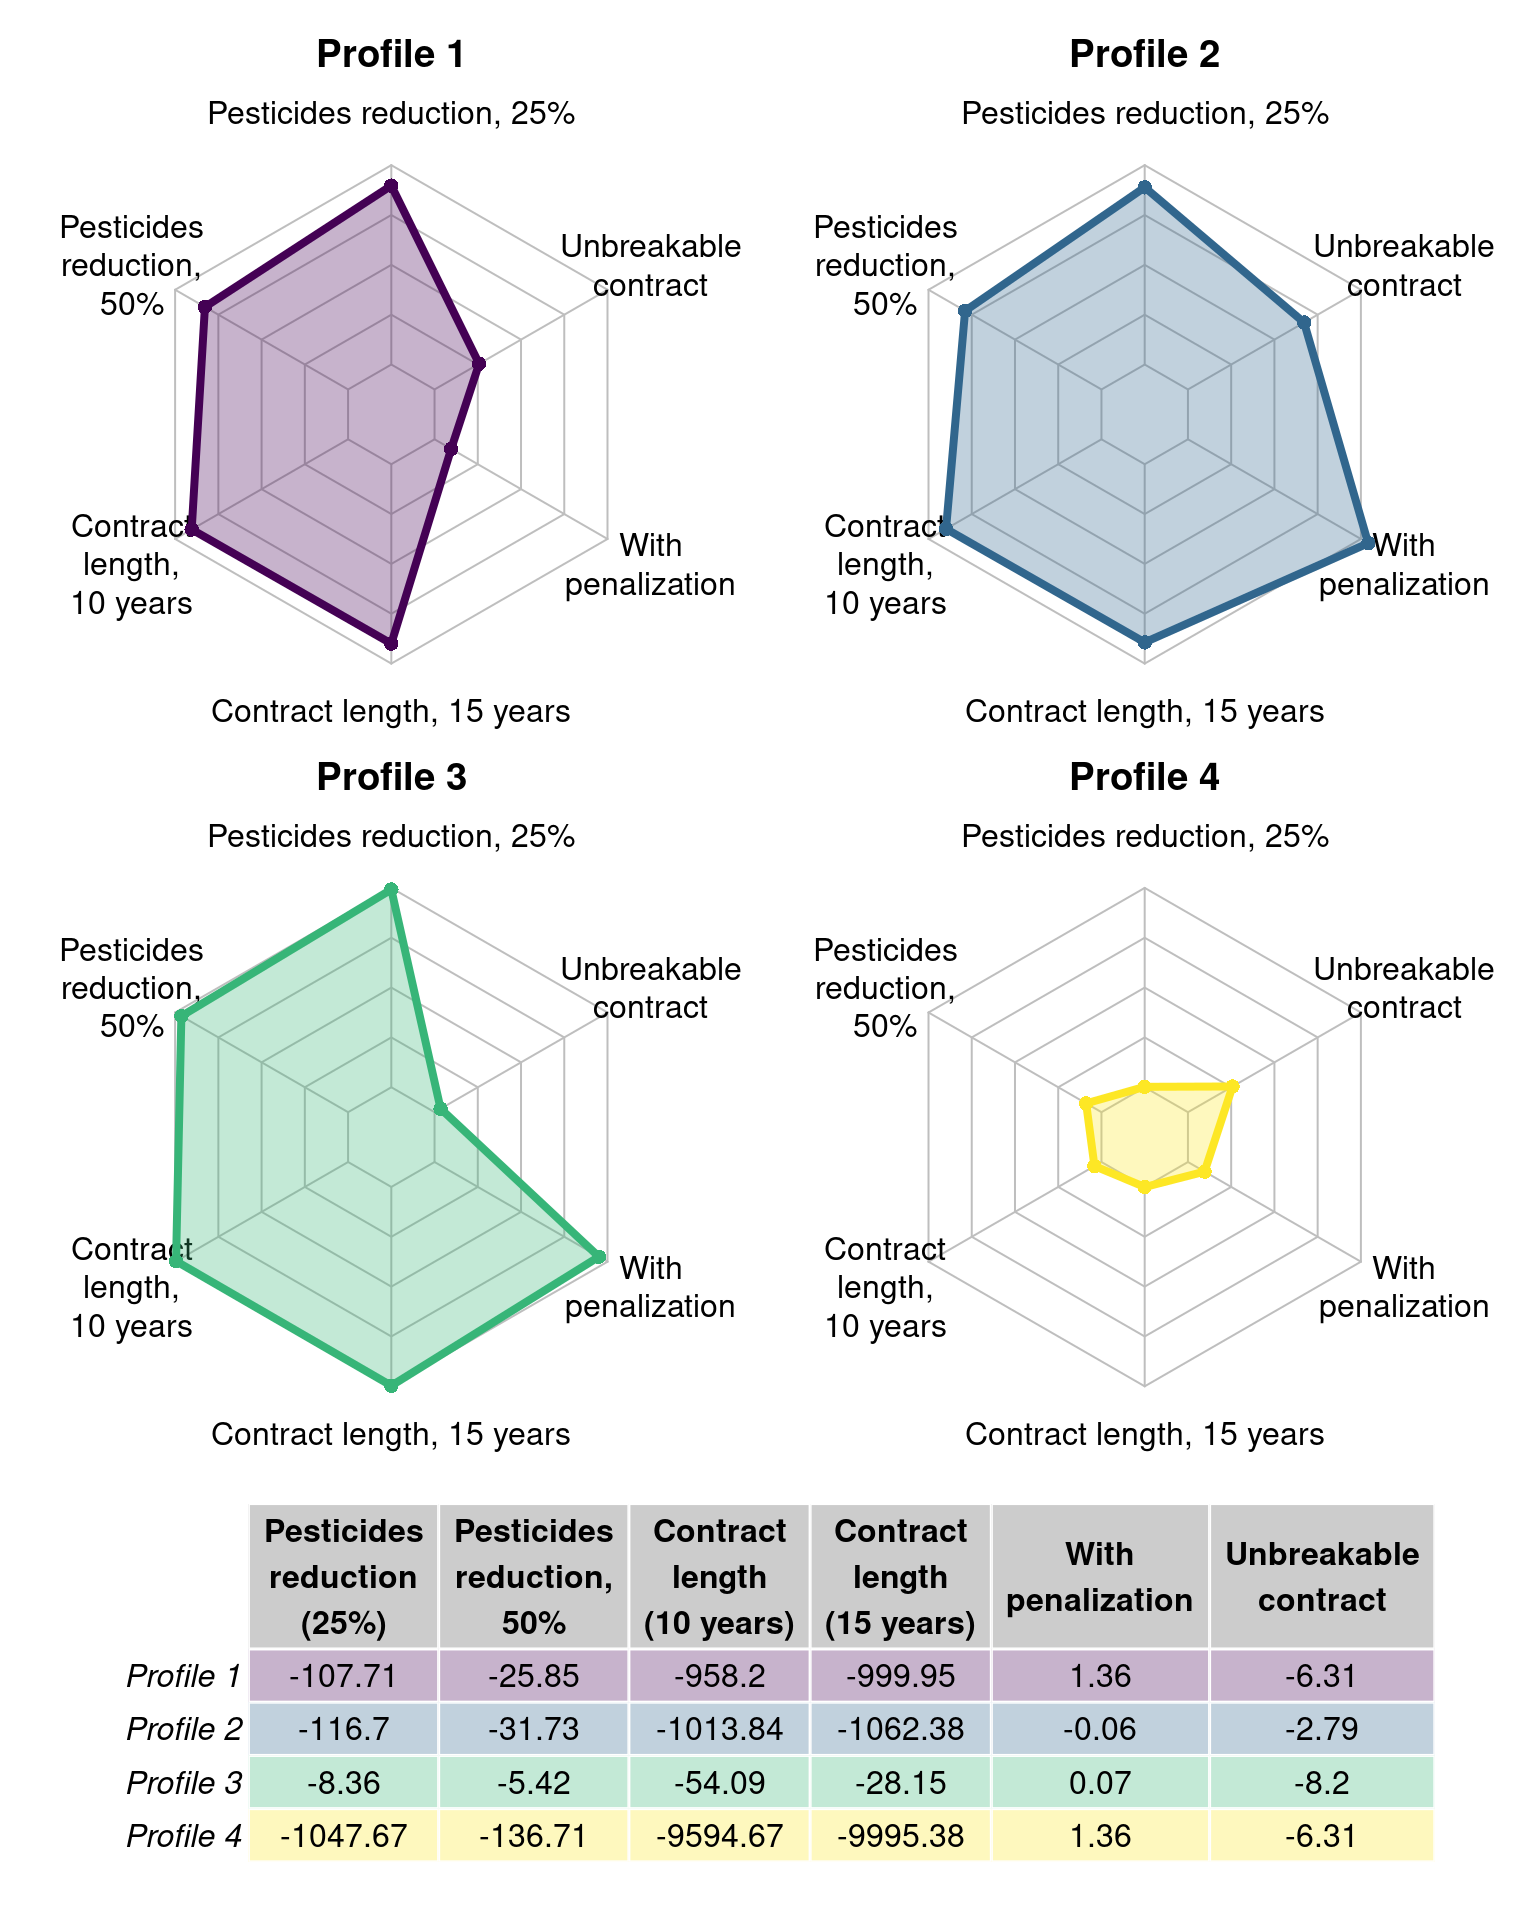 Profile 1
Pesticides reduction, 25%
Pesticides
reduction,
50%
Unbreakable
contract
Contract
length,
10 years
With
penalization
Contract length, 15 years
Profile 2
Pesticides reduction, 25%
Pesticides
reduction,
50%
Unbreakable
contract
Contract
length,
10 years
With
penalization
Contract length, 15 years
Profile 3
Pesticides reduction, 25%
Pesticides
reduction,
50%
Unbreakable
contract
Contract
length,
10 years
With
penalization
Contract length, 15 years
Profile 4
Pesticides reduction, 25%
Pesticides
reduction,
50%
Unbreakable
contract
Contract
length,
10 years
With
penalization
Contract length, 15 years
Pesticides reduction (25%) Pesticides reduction, 50% Contract length (10 years) Contract length (15 years) With penalization Unbreakable contract
Profile 1 -107.71 -25.85 -958.2 -999.95 1.36 -6.31
Profile 2 -116.7 -31.73 -1013.84 -1062.38 -0.06 -2.79
Profile 3 -8.36 -5.42 -54.09 -28.15 0.07 -8.2
Profile 4 -1047.67 -136.71 -9594.67 -9995.38 1.36 -6.31